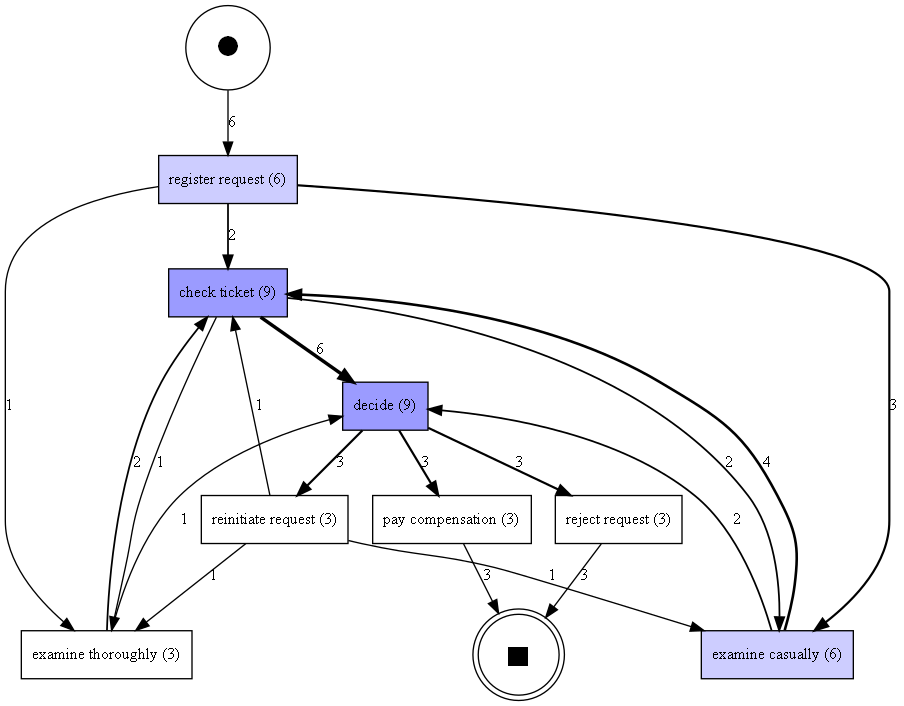 6
register request (6)
2
check ticket (9)
6
1
1
3
decide (9)
2
1
3
3
3
2
4
reinitiate request (3)
pay compensation (3)
reject request (3)
1
2
1
3
1
3
examine thoroughly (3)
examine casually (6)